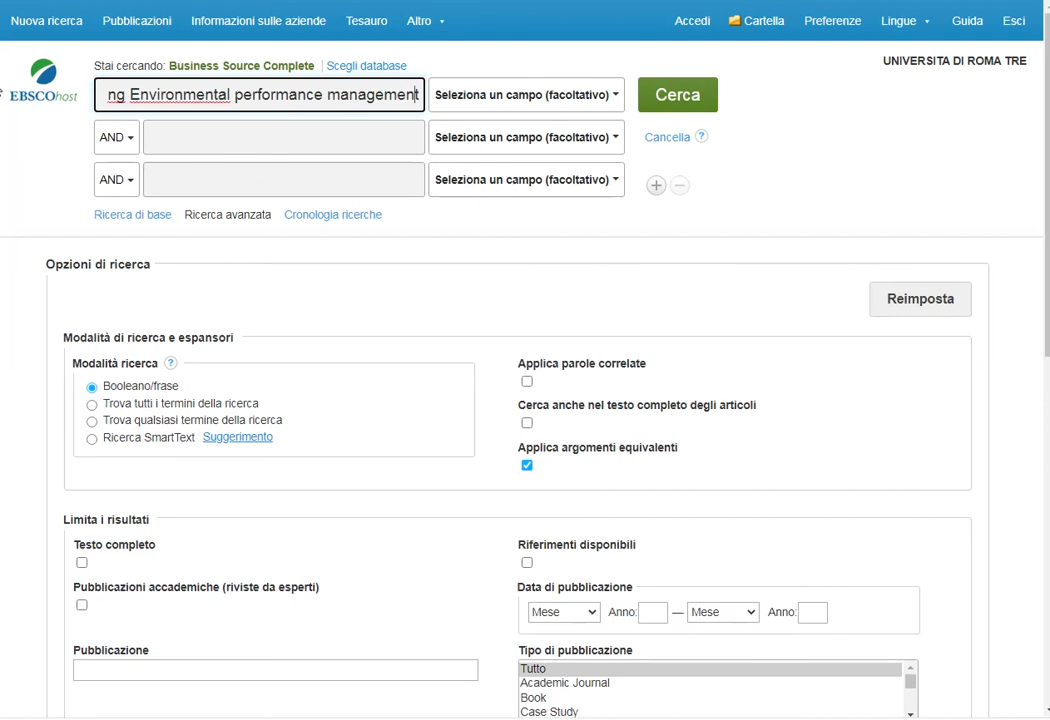 Nuova ricerca Pubblicazioni Informazioni sulle aziende Tesauro Altro Accedi Cartella Preferenze Lingue Guida Esci
Stai cercando: Business Source Complete Scegli database UNIVERSITA DI ROMA TRE
EBSCOhost ng Environmental performance management Seleziona un campo (facoltativo) Cerca
AND Seleziona un campo (facoltativo) Cancella ?
AND Seleziona un campo (facoltativo) + −
Ricerca di base Ricerca avanzata Cronologia ricerche
Opzioni di ricerca
Reimposta
Modalità di ricerca e espansori
Modalità ricerca ?
Booleano/frase
Trova tutti i termini della ricerca
Trova qualsiasi termine della ricerca
Ricerca SmartText Suggerimento
Applica parole correlate
Cerca anche nel testo completo degli articoli
Applica argomenti equivalenti
Limita i risultati
Testo completo
Pubblicazioni accademiche (riviste da esperti)
Pubblicazione
Riferimenti disponibili
Data di pubblicazione
Mese Anno: — Mese Anno:
Tipo di pubblicazione
Tutto
Academic Journal
Book
Case Study